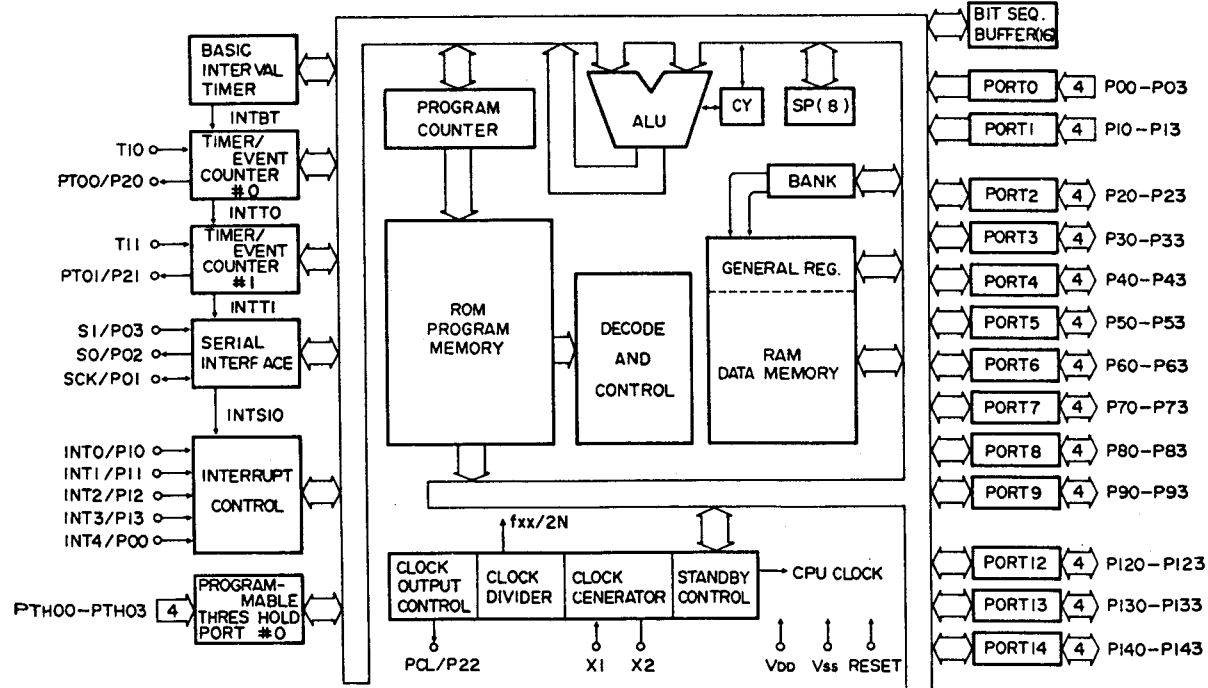 BASIC
INTERVAL
TIMER
INTBT
TI0
PTO0/P20
TIMER/
EVENT
COUNTER
#0
INTT0
TI1
PTO1/P21
TIMER/
EVENT
COUNTER
#1
INTT1
SI/P03
SO/P02
SCK/P01
SERIAL
INTERFACE
INTSIO
INT0/P10
INT1/P11
INT2/P12
INT3/P13
INT4/P00
INTERRUPT
CONTROL
PTH00-PTH03
4
PROGRAM-
MABLE
THRES HOLD
PORT #0
PROGRAM
COUNTER
ALU
CY
SP(8)
BANK
ROM
PROGRAM
MEMORY
DECODE
AND
CONTROL
GENERAL REG.
RAM
DATA MEMORY
fxx/2N
CLOCK
OUTPUT
CONTROL
CLOCK
DIVIDER
CLOCK
CENERATOR
STANDBY
CONTROL
CPU CLOCK
PCL/P22
X1
X2
VDD
VSS
RESET
BIT SEQ.
BUFFER(16)
PORT0 4 P00-P03
PORT1 4 P10-P13
PORT2 4 P20-P23
PORT3 4 P30-P33
PORT4 4 P40-P43
PORT5 4 P50-P53
PORT6 4 P60-P63
PORT7 4 P70-P73
PORT8 4 P80-P83
PORT9 4 P90-P93
PORT12 4 P120-P123
PORT13 4 P130-P133
PORT14 4 P140-P143